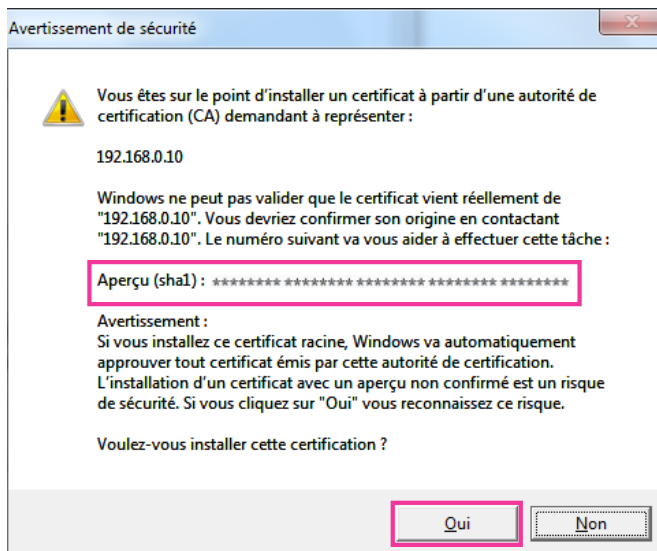 Avertissement de sécurité
Vous êtes sur le point d'installer un certificat à partir d'une autorité de
certification (CA) demandant à représenter :
192.168.0.10
Windows ne peut pas valider que le certificat vient réellement de
"192.168.0.10". Vous devriez confirmer son origine en contactant
"192.168.0.10". Le numéro suivant va vous aider à effectuer cette tâche :
Aperçu (sha1) : ******** ******** ******** ******** ********
Avertissement :
Si vous installez ce certificat racine, Windows va automatiquement
approuver tout certificat émis par cette autorité de certification.
L'installation d'un certificat avec un aperçu non confirmé est un risque
de sécurité. Si vous cliquez sur "Oui" vous reconnaissez ce risque.
Voulez-vous installer cette certification ?
Oui Non